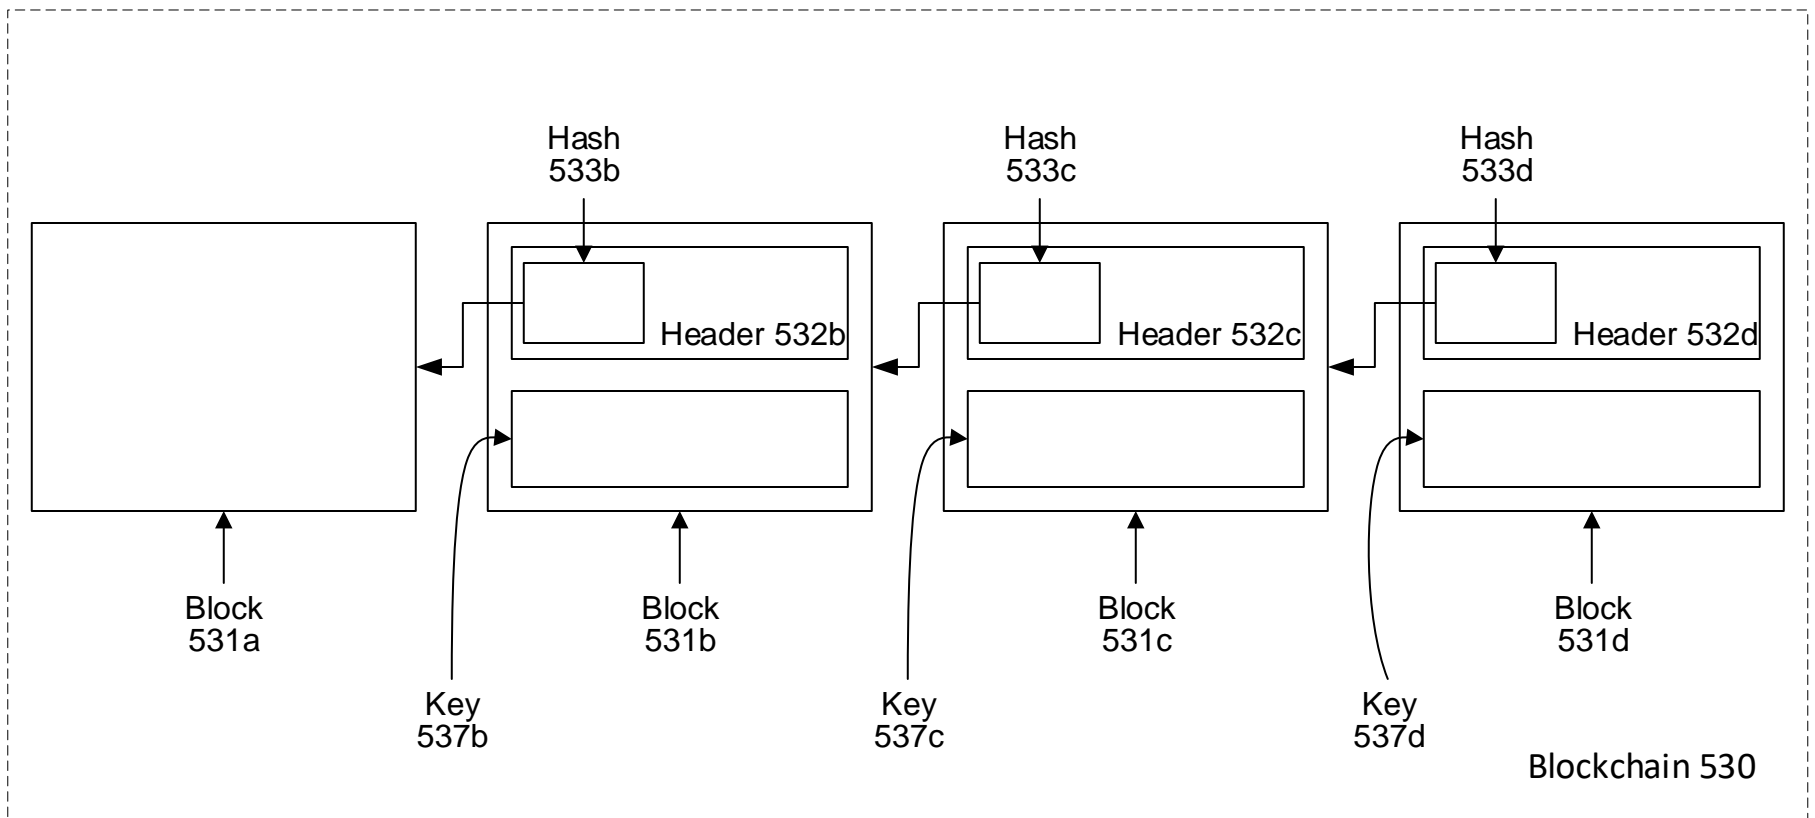 Hash
533b
Hash
533c
Hash
533d
Header 532b
Header 532c
Header 532d
Block
531a
Block
531b
Block
531c
Block
531d
Key
537b
Key
537c
Key
537d
Blockchain 530